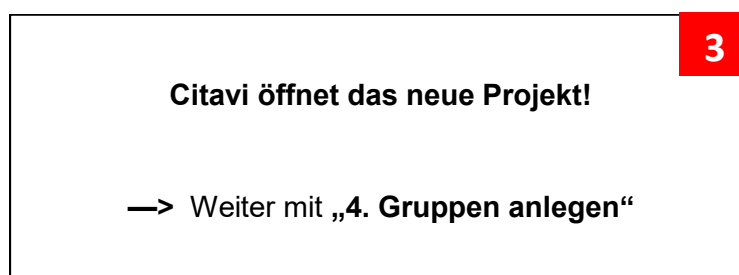 3
Citavi öffnet das neue Projekt!
—> Weiter mit „4. Gruppen anlegen“